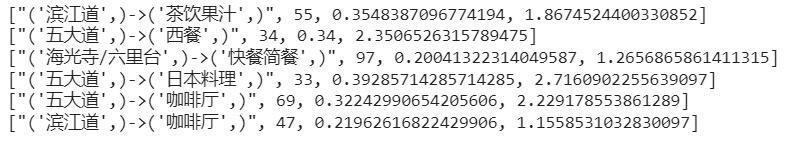 ["('滨江道',)->('茶饮果汁',)", 55, 0.3548387096774194, 1.8674524400330852]
["('五大道',)->('西餐',)", 34, 0.34, 2.3506526315789475]
["('海光寺/六里台',)->('快餐简餐',)", 97, 0.20041322314049587, 1.2656865861411315]
["('五大道',)->('日本料理',)", 33, 0.39285714285714285, 2.7160902255639097]
["('五大道',)->('咖啡厅',)", 69, 0.32242990654205606, 2.229178553861289]
["('滨江道',)->('咖啡厅',)", 47, 0.21962616822429906, 1.1558531032830097]